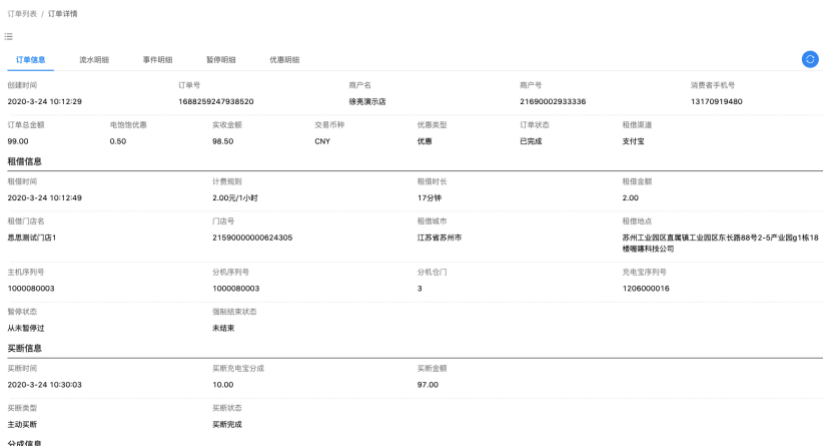 订单列表 / 订单详情
订单信息 流水明细 事件明细 暂停明细 优惠明细
创建时间 订单号 商户名 商户号 消费者手机号
2020-3-24 10:12:29 1688259247938520 徐亮演示店 21690002933336 13170919480
订单总金额 电饱饱优惠 实收金额 交易币种 优惠类型 订单状态 租借渠道
99.00 0.50 98.50 CNY 优惠 已完成 支付宝
租借信息
租借时间 计费规则 租借时长 租借金额
2020-3-24 10:12:49 2.00元/1小时 17分钟 2.00
租借门店名 门店号 租借城市 租借地点
思思测试门店1 21590000000624305 江苏省苏州市 苏州工业园区直属镇工业园区东长路88号2-5产业园g1栋18
楼嘟嘟科技公司
主机序列号 分机序列号 分机仓门 充电宝序列号
1000080003 1000080003 3 1206000016
暂停状态 强制结束状态
从未暂停过 未结束
买断信息
买断时间 买断充电宝分成 买断金额
2020-3-24 10:30:03 10.00 97.00
买断类型 买断状态
主动买断 买断完成
分成信息